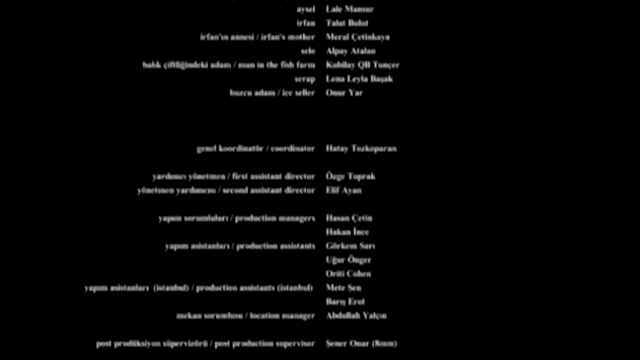 aysel Lale Mansur
irfan Talat Bulut
irfan'ın annesi / irfan's mother Meral Çetinkaya
selo Alpay Atalan
balık çiftliğindeki adam / man in the fish farm Kubilay QB Tunçer
serap Lena Leyla Başak
buzcu adam / ice seller Onur Yar
genel koordinatör / coordinator Hatay Tuzkoparan
yardımcı yönetmen / first assistant director Özge Toprak
yönetmen yardımcısı / second assistant director Elif Ayan
yapım sorumluları / production managers Hasan Çetin
Hakan İnce
yapım asistanları / production assistants Görkem Sarı
Uğur Önger
Oriti Cohen
yapım asistanları (istanbul) / production assistants (istanbul) Mete Şen
Barış Erol
mekan sorumlusu / location manager Abdullah Yalçın
post prodüksiyon süpervizörü / post production supervisor Şener Onar (8mm)